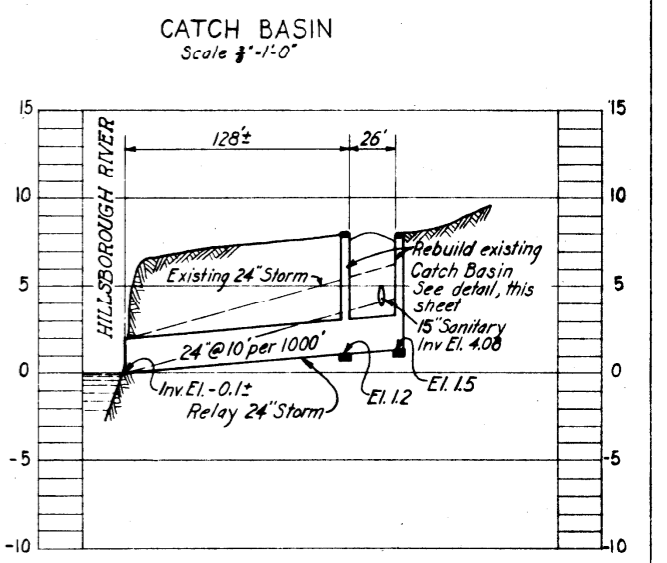 CATCH BASIN
Scale ⅜"-1'-0"
15
15
128'±
26'
HILLSBOROUGH RIVER
10
10
Rebuild existing
Catch Basin
See detail, this
sheet
Existing 24" Storm
5
5
15" Sanitary
Inv El. 4.08
24" @ 10' per 1000'
0
0
Inv. El. -0.1±
Relay 24" Storm
El. 1.2
El. 1.5
-5
-5
-10
-10